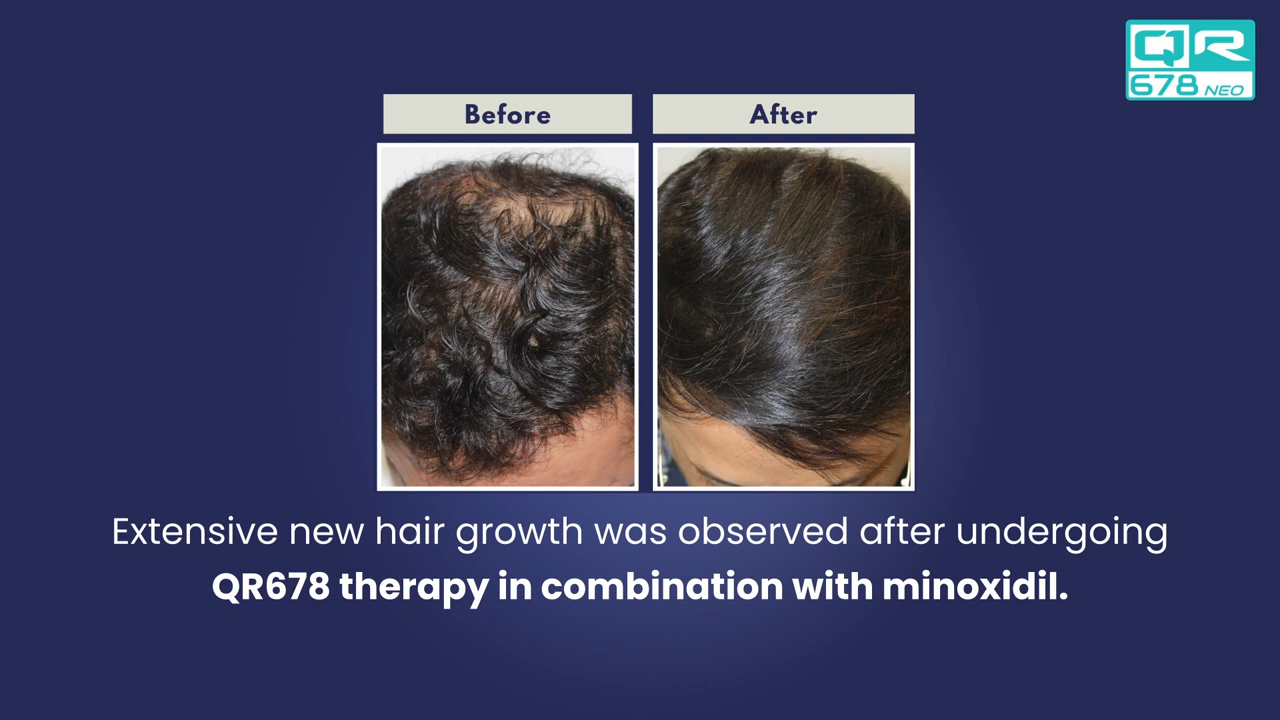 QR
678 NEO
Before
After
Extensive new hair growth was observed after undergoing
QR678 therapy in combination with minoxidil.